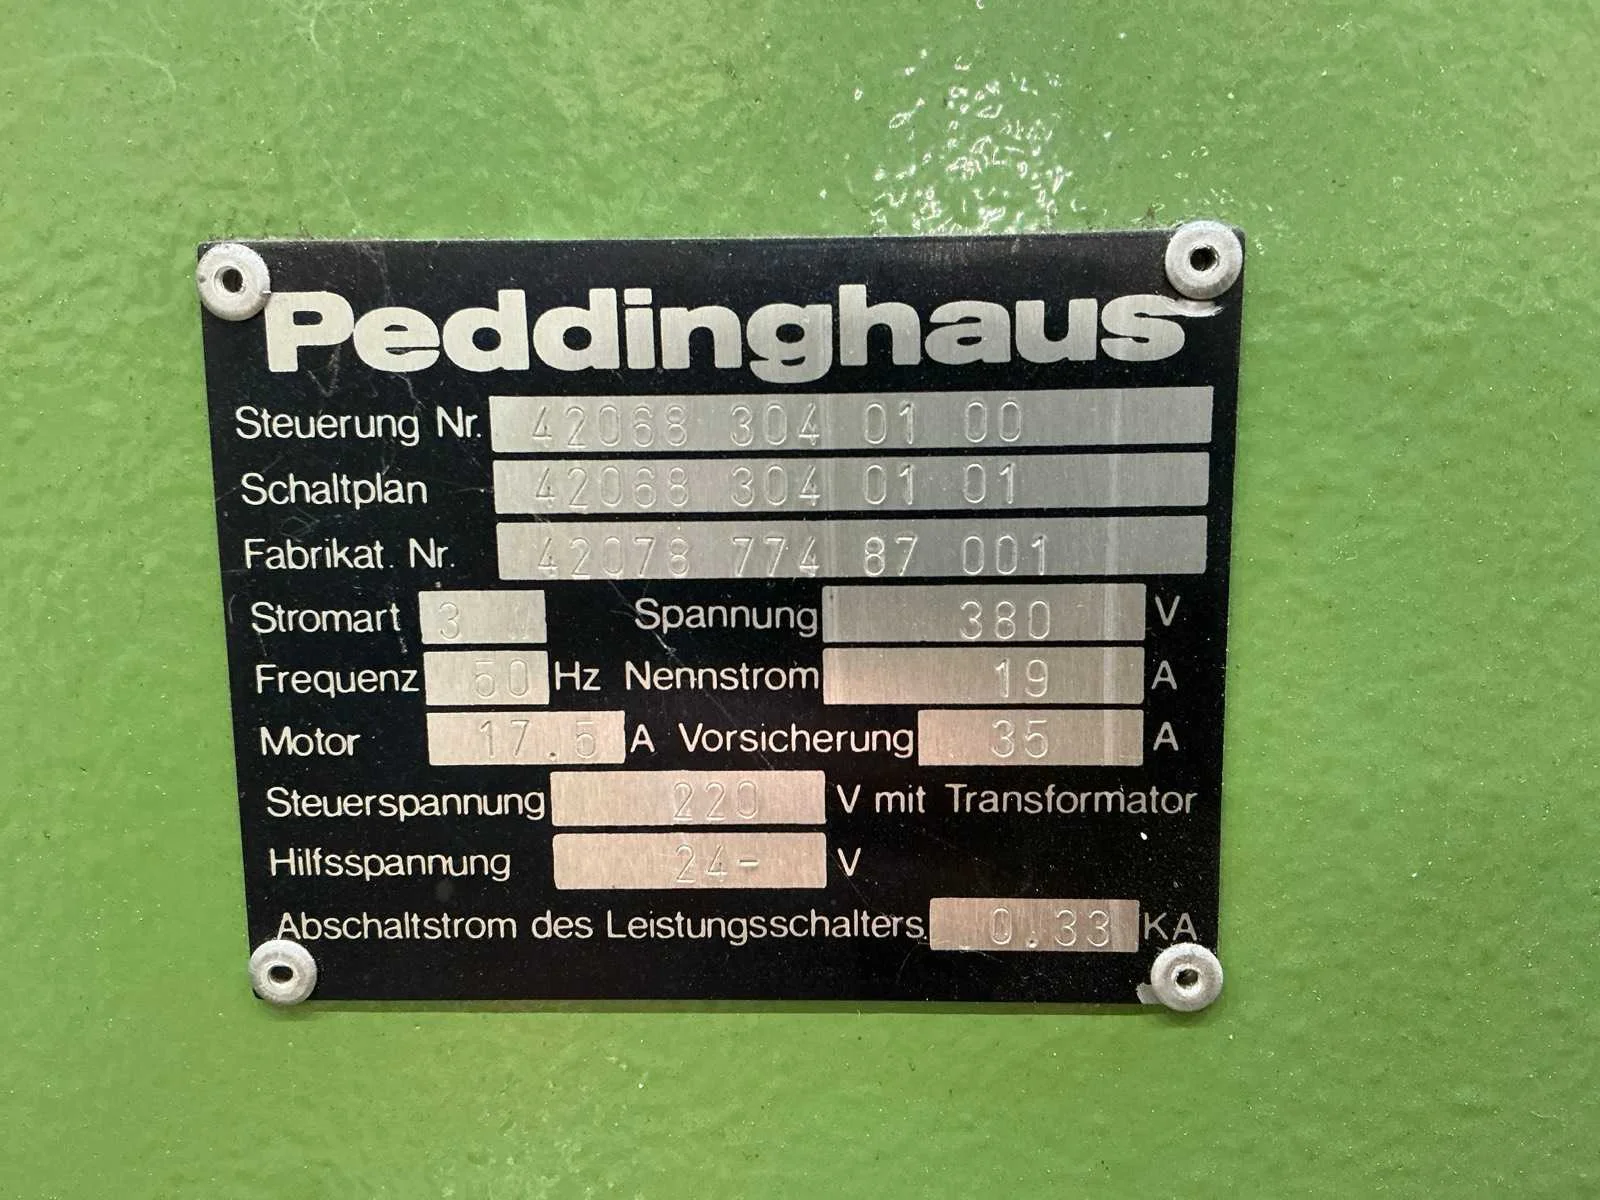 Peddinghaus
Steuerung Nr. 42068 304 01 00
Schaltplan 42068 304 01 01
Fabrikat. Nr. 42078 774 87 001
Stromart 3 W Spannung 380 V
Frequenz 50 Hz Nennstrom 19 A
Motor 17.5 A Vorsicherung 35 A
Steuerspannung 220 V mit Transformator
Hilfsspannung 24- V
Abschaltstrom des Leistungsschalters. 0.33 KA